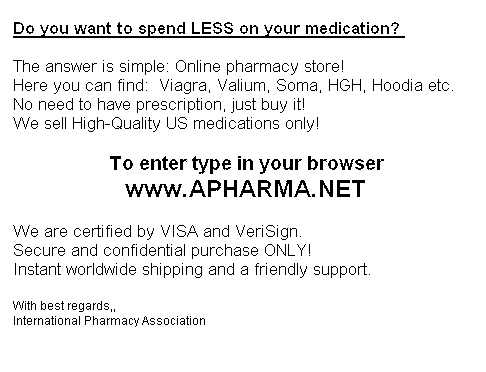 Do you want to spend LESS on your medication?
The answer is simple: Online pharmacy store!
Here you can find:  Viagra, Valium, Soma, HGH, Hoodia etc.
No need to have prescription, just buy it!
We sell High-Quality US medications only!
To enter type in your browser
www.APHARMA.NET
We are certified by VISA and VeriSign.
Secure and confidential purchase ONLY!
Instant worldwide shipping and a friendly support.
With best regards,,
International Pharmacy Association